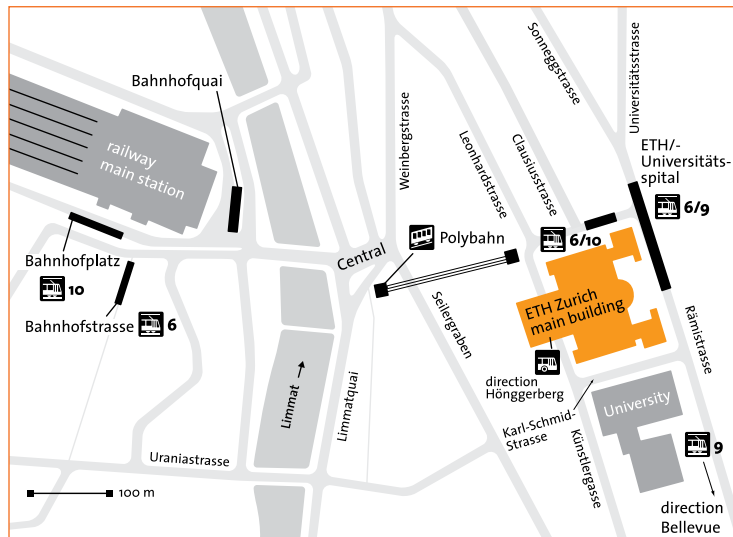 Bahnhofquai
railway
main station
Bahnhofplatz
10
Bahnhofstrasse
6
Uraniastrasse
100 m
Limmat
Limmatquai
Central
Weinbergstrasse
Polybahn
Seilergraben
Leonhardstrasse
Clausiusstrasse
Sonneggstrasse
Universitätsstrasse
ETH/-
Universitäts-
spital
6/9
6/10
ETH Zurich
main building
direction
Hönggerberg
Karl-Schmid-
Strasse
Künstlergasse
University
Rämistrasse
9
direction
Bellevue